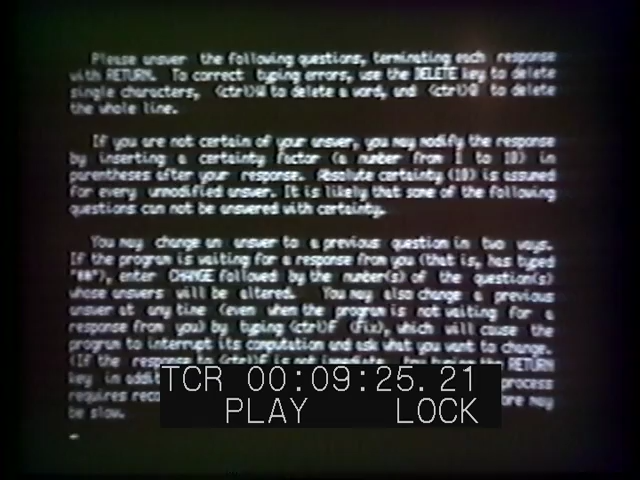 Please answer the following questions, terminating each response
with RETURN. To correct typing errors, use the DELETE key to delete
single characters, <ctrl>W to delete a word, and <ctrl>Q to delete
the whole line.
If you are not certain of your answer, you may modify the response
by inserting a certainty factor (a number from 1 to 10) in
parentheses after your response. Absolute certainty (10) is assumed
for every unmodified answer. It is likely that some of the following
questions can not be answered with certainty.
You may change an answer to a previous question in two ways.
If the program is waiting for a response from you (that is, has typed
"**"), enter CHANGE followed by the number(s) of the question(s)
whose answers will be altered. You may also change a previous
answer at any time (even when the program is not waiting for a
response from you) by typing <ctrl>F (Fix), which will cause the
program to interrupt its computation and ask what you want to change.
(If the response to <ctrl>F is not immediate, try typing the RETURN
key in process
requires may
be slow.
TCR 00:09:25.21
PLAY LOCK